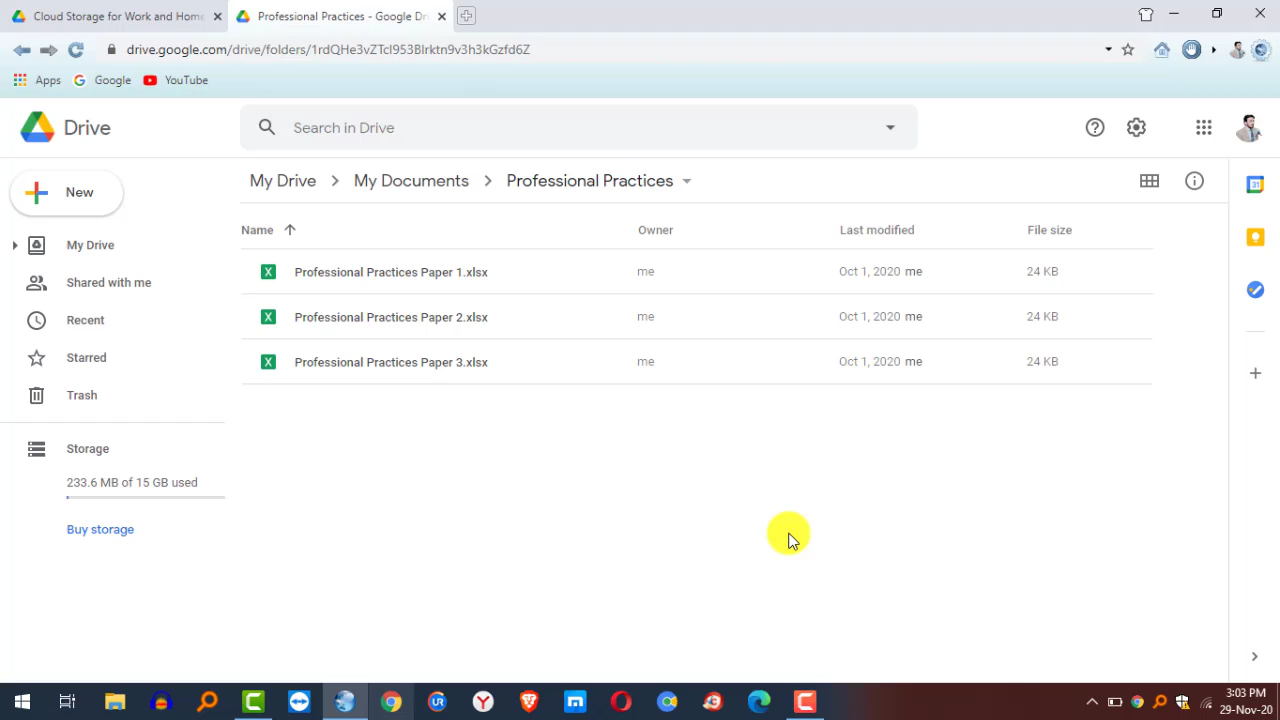 Cloud Storage for Work and Home
Professional Practices - Google Dri
drive.google.com/drive/folders/1rdQHe3vZTcl953BIrktn9v3h3kGzfd6Z
Apps Google YouTube
Drive
Search in Drive
New
My Drive
Shared with me
Recent
Starred
Trash
Storage
233.6 MB of 15 GB used
Buy storage
My Drive > My Documents > Professional Practices
Name Owner Last modified File size
Professional Practices Paper 1.xlsx me Oct 1, 2020 me 24 KB
Professional Practices Paper 2.xlsx me Oct 1, 2020 me 24 KB
Professional Practices Paper 3.xlsx me Oct 1, 2020 me 24 KB
31
3:03 PM
29-Nov-20